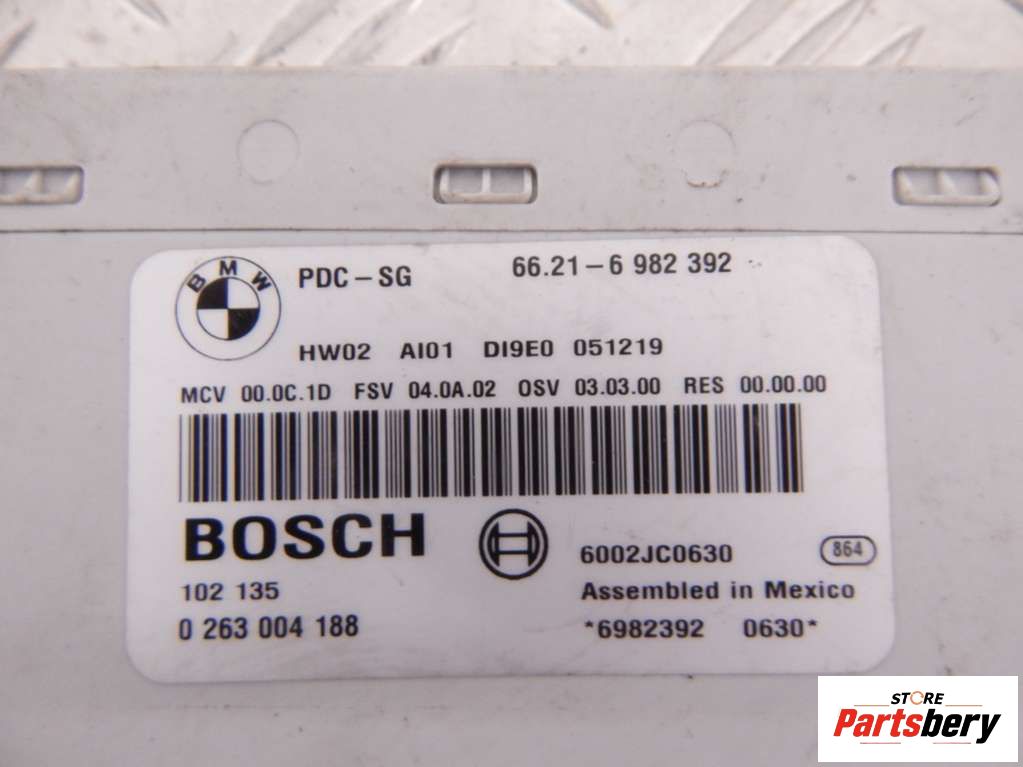 BMW PDC-SG 66.21-6 982 392
HW02 AI01 DI9E0 051219
MCV 00.0C.1D FSV 04.0A.02 OSV 03.03.00 RES 00.00.00
BOSCH
6002JC0630 864
102 135 Assembled in Mexico
0 263 004 188 *6982392 0630*
STORE
Partsbery